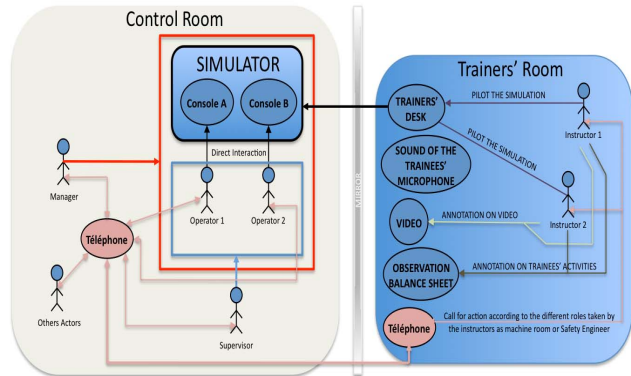 Control Room
SIMULATOR
Console A
Console B
Direct Interaction
Operator 1
Operator 2
Manager
Téléphone
Others Actors
Supervisor
MIRROR
Trainers' Room
TRAINERS'
DESK
PILOT THE SIMULATION
Instructor 1
PILOT THE SIMULATION
SOUND OF THE
TRAINEES'
MICROPHONE
Instructor 2
VIDEO
ANNOTATION ON VIDEO
OBSERVATION
BALANCE SHEET
ANNOTATION ON TRAINEES' ACTIVITIES
Téléphone
Call for action according to the different roles taken by
the instructors as machine room or Safety Engineer